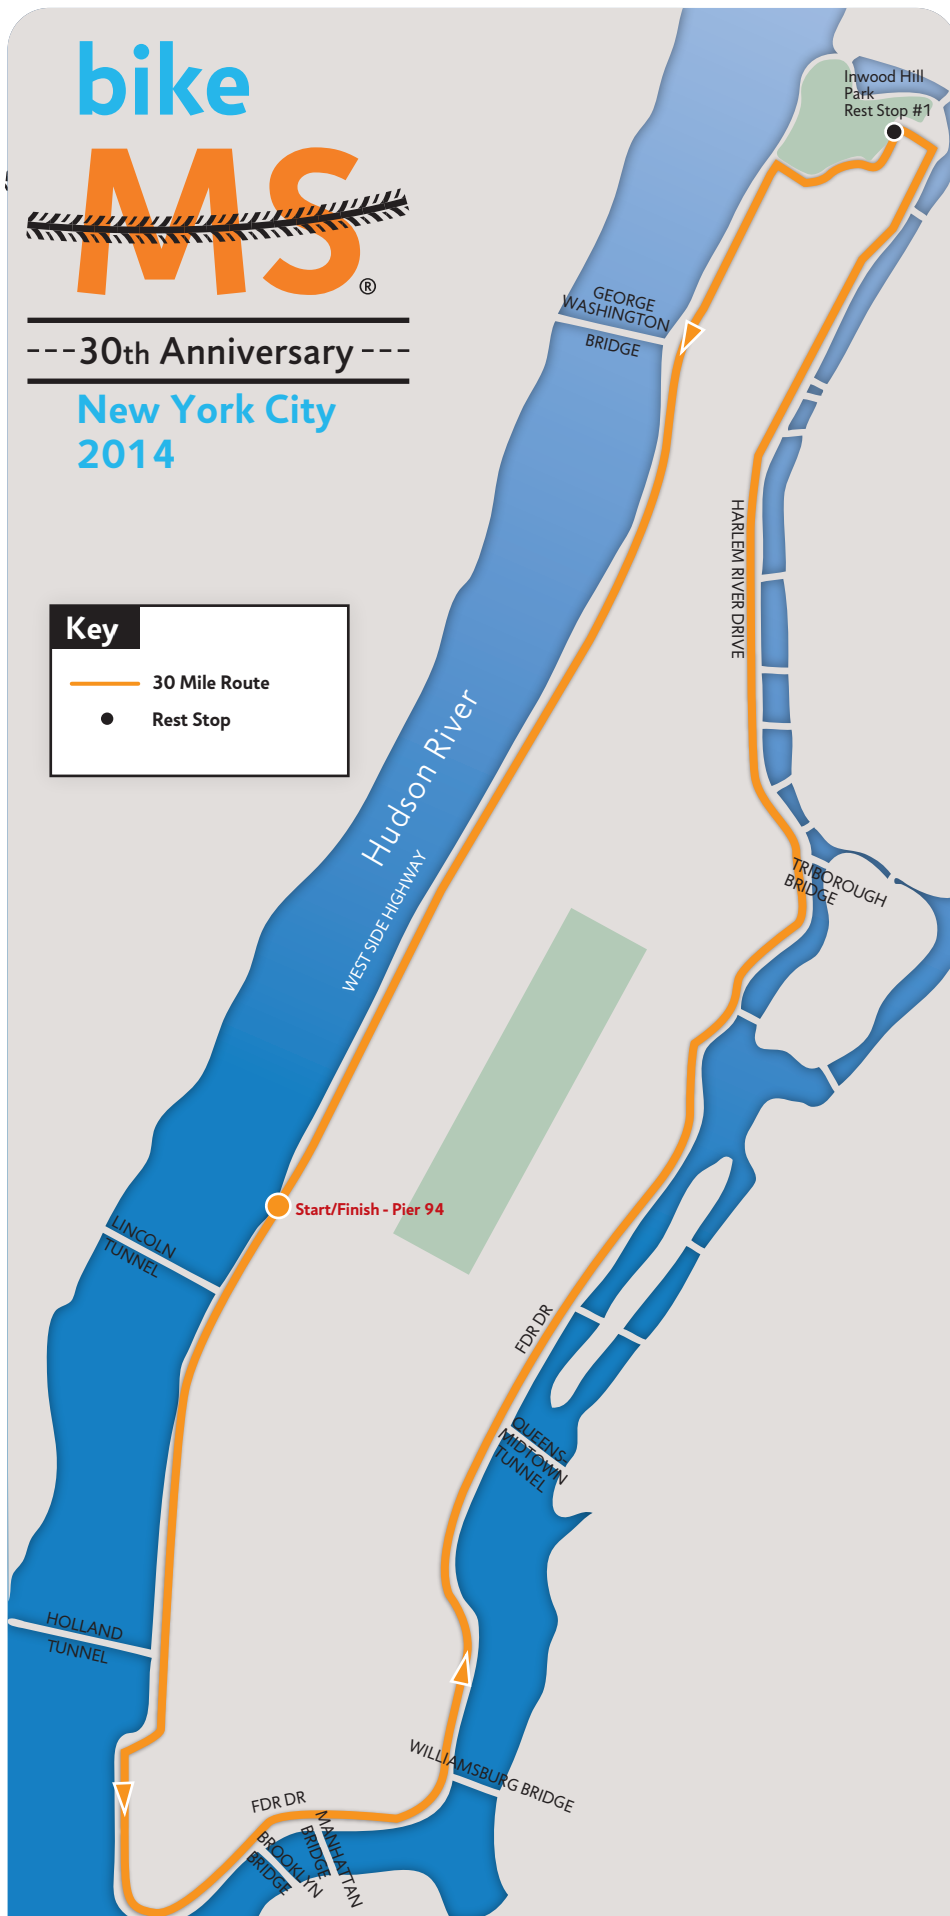 bike
MS®
30th Anniversary
New York City
2014
Inwood Hill
Park
Rest Stop #1
GEORGE
WASHINGTON
BRIDGE
HARLEM RIVER DRIVE
Key
30 Mile Route
Rest Stop
Hudson River
WEST SIDE HIGHWAY
TRIBOROUGH
BRIDGE
Start/Finish - Pier 94
LINCOLN
TUNNEL
FDR DR
QUEENS-
MIDTOWN
TUNNEL
HOLLAND
TUNNEL
WILLIAMSBURG BRIDGE
FDR DR
MANHATTAN
BRIDGE
BROOKLYN
BRIDGE